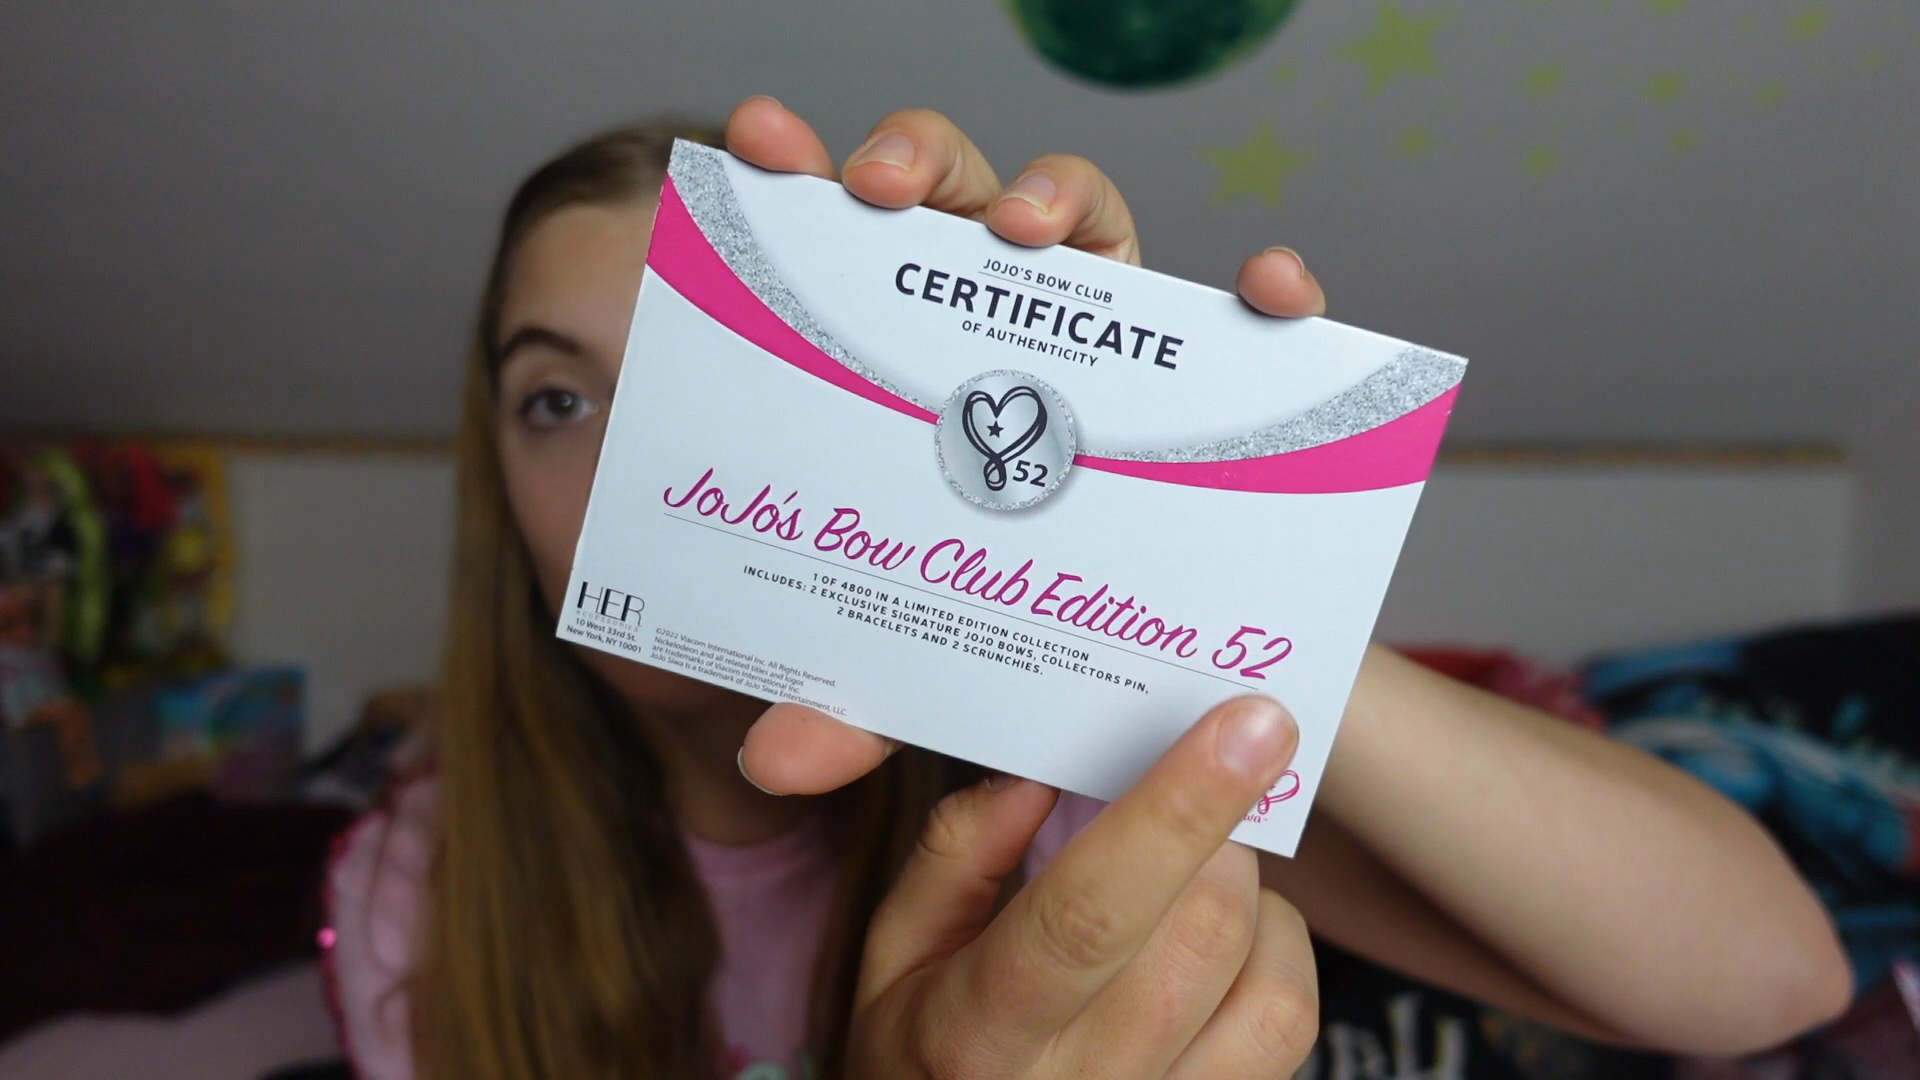 JOJO'S BOW CLUB
CERTIFICATE
OF AUTHENTICITY
52
JoJo's Bow Club Edition 52
1 OF 4800 IN A LIMITED EDITION COLLECTION
INCLUDES: 2 EXCLUSIVE SIGNATURE JOJO BOWS, COLLECTORS PIN,
2 BRACELETS AND 2 SCRUNCHIES.
HER
ACCESSORIES
10 West 33rd St.
New York, NY 10001
©2022 Viacom International Inc. All Rights Reserved.
Nickelodeon and all related titles and logos
are trademarks of Viacom International Inc.
JoJo Siwa is a trademark of JoJo Siwa Entertainment, LLC